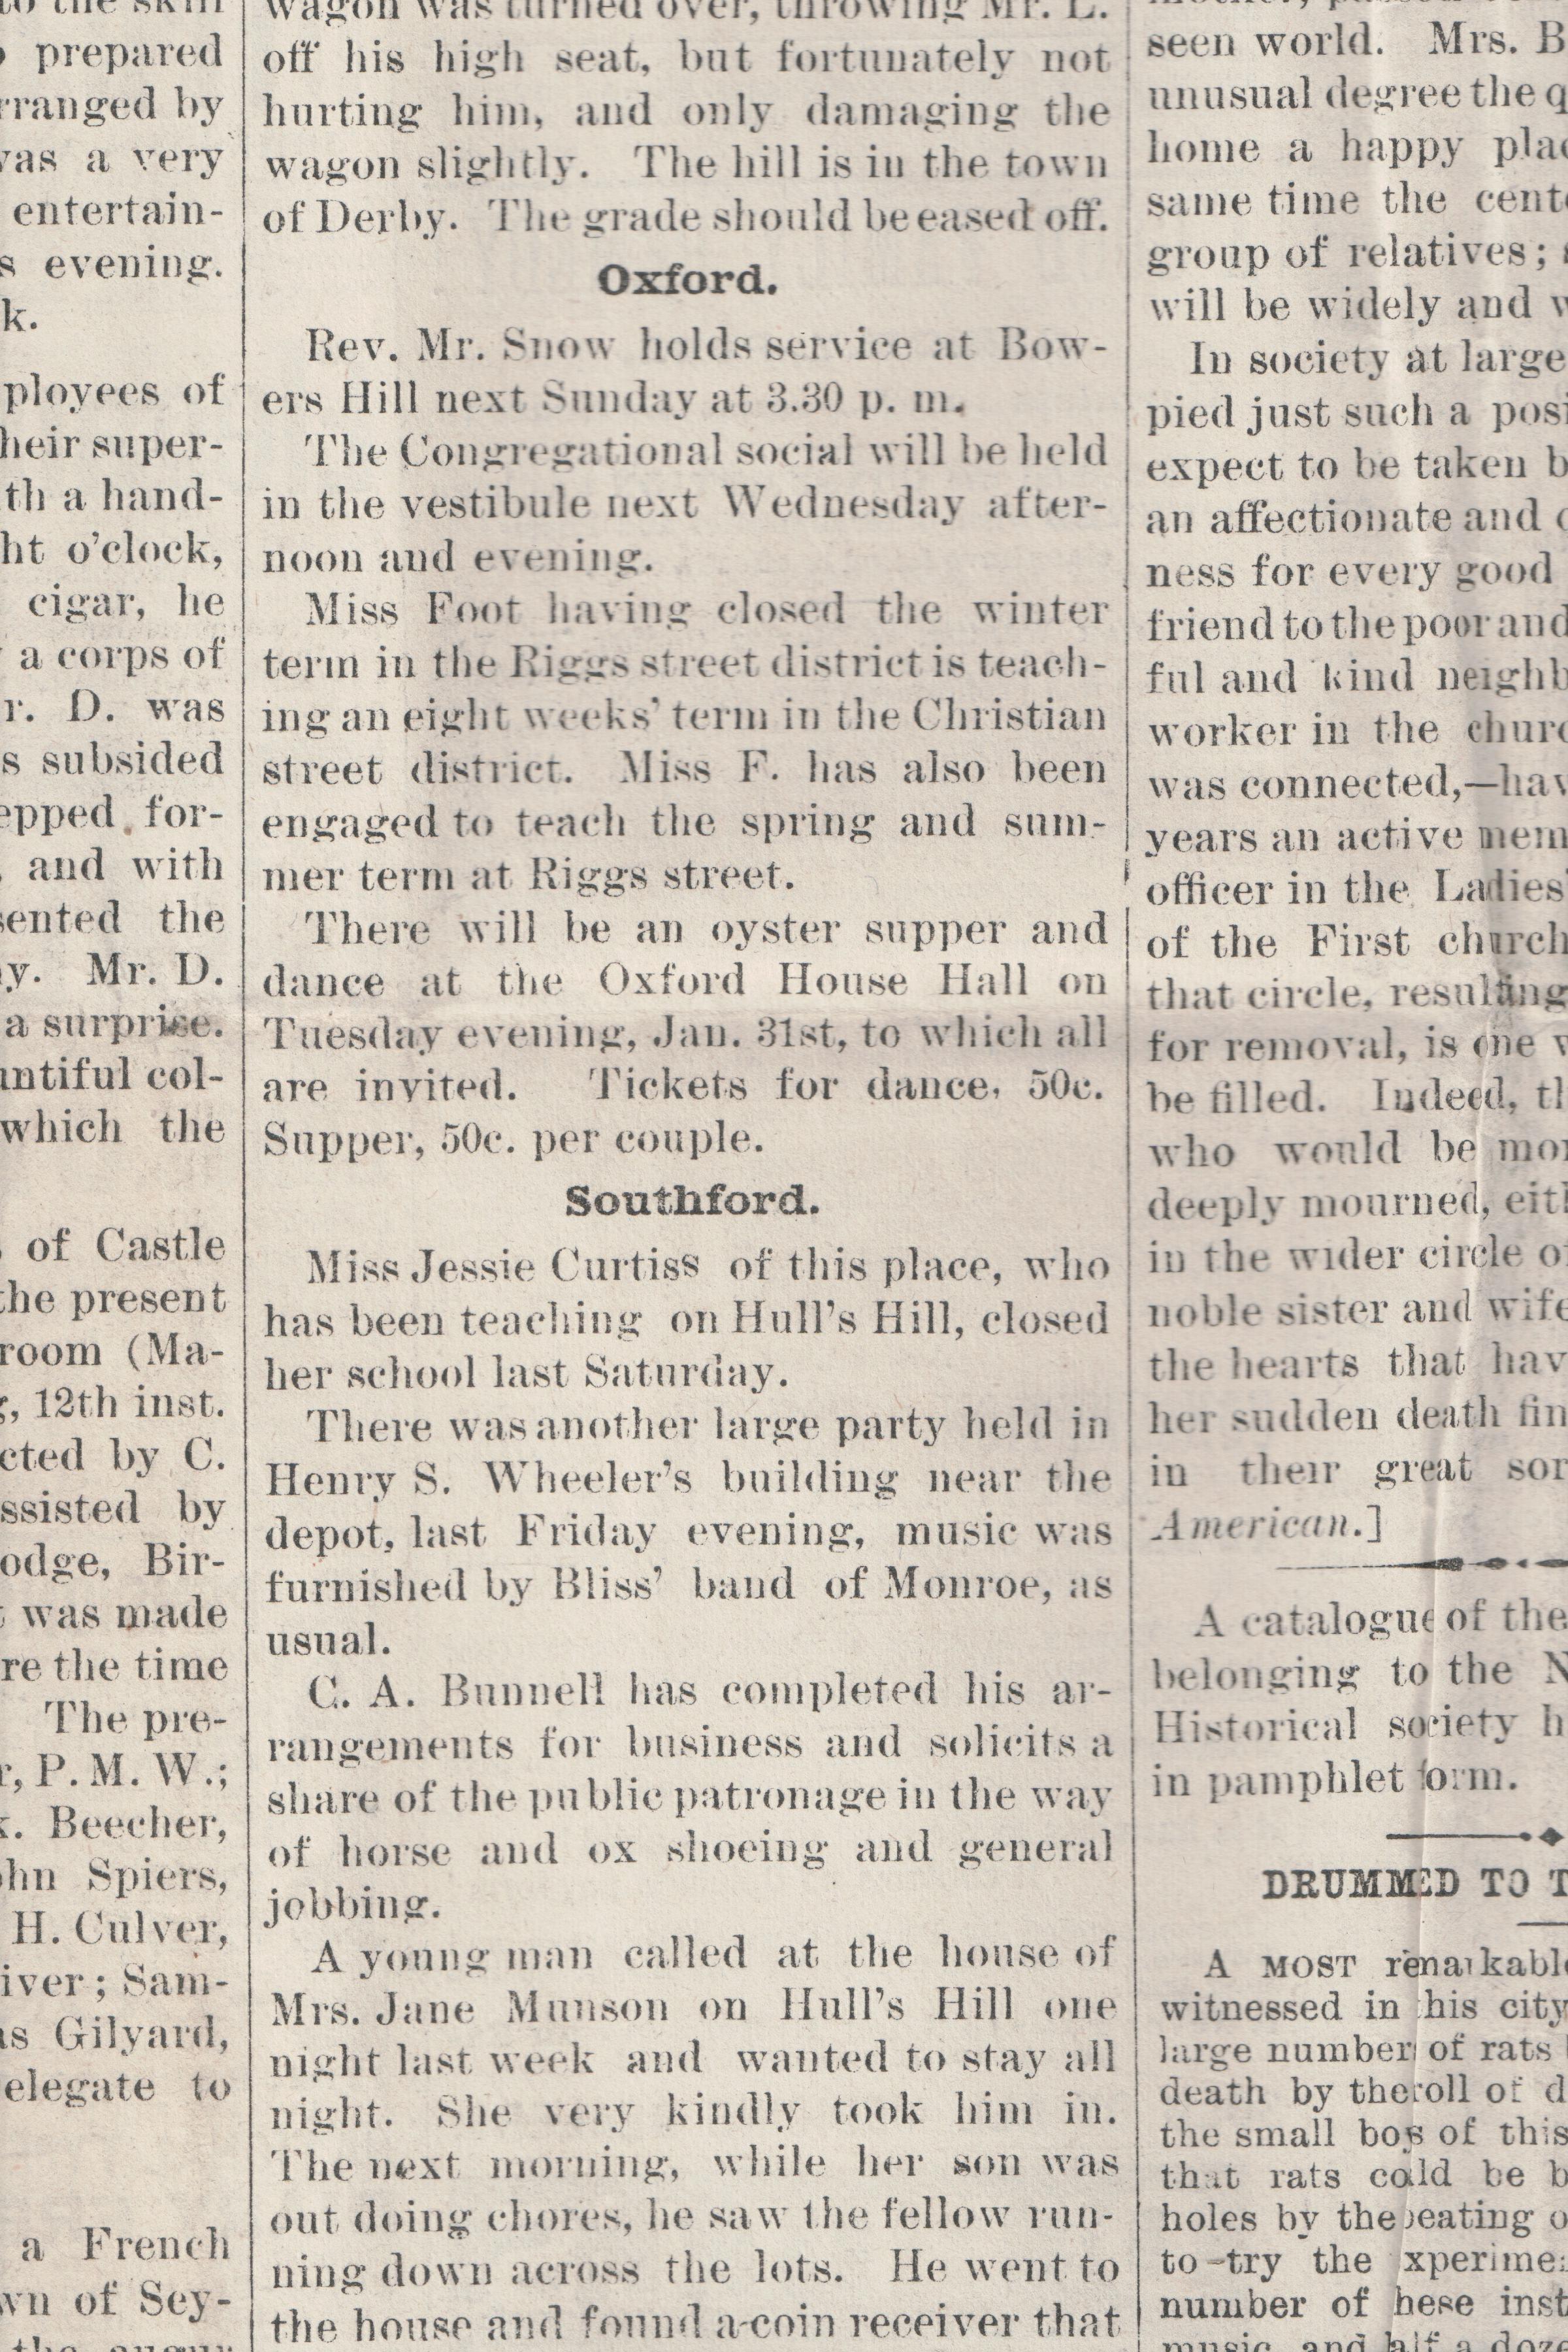 to the skill
prepared
rranged by
was a very
entertain-
s evening.
k.
ployees of
heir super-
th a hand-
ht o'clock,
cigar, he
a corps of
r. D. was
s subsided
epped for-
, and with
sented the
y. Mr. D.
a surprise.
untiful col-
which the
of Castle
the present
room (Ma-
g, 12th inst.
cted by C.
ssisted by
odge, Bir-
t was made
re the time
The pre-
r, P. M. W.;
k. Beecher,
ohn Spiers,
H. Culver,
iver; Sam-
as Gilyard,
elegate to
a French
wn of Sey-
wagon was turned over, throwing Mr. L.
off his high seat, but fortunately not
hurting him, and only damaging the
wagon slightly. The hill is in the town
of Derby. The grade should be eased off.
Oxford.
Rev. Mr. Snow holds service at Bow-
ers Hill next Sunday at 3.30 p. m.
The Congregational social will be held
in the vestibule next Wednesday after-
noon and evening.
Miss Foot having closed the winter
term in the Riggs street district is teach-
ing an eight weeks' term in the Christian
street district. Miss F. has also been
engaged to teach the spring and sum-
mer term at Riggs street.
There will be an oyster supper and
dance at the Oxford House Hall on
Tuesday evening, Jan. 31st, to which all
are invited. Tickets for dance, 50c.
Supper, 50c. per couple.
Southford.
Miss Jessie Curtiss of this place, who
has been teaching on Hull's Hill, closed
her school last Saturday.
There was another large party held in
Henry S. Wheeler's building near the
depot, last Friday evening, music was
furnished by Bliss' band of Monroe, as
usual.
C. A. Bunnell has completed his ar-
rangements for business and solicits a
share of the public patronage in the way
of horse and ox shoeing and general
jobbing.
A young man called at the house of
Mrs. Jane Munson on Hull's Hill one
night last week and wanted to stay all
night. She very kindly took him in.
The next morning, while her son was
out doing chores, he saw the fellow run-
ning down across the lots. He went to
the house and found a coin receiver that
seen world. Mrs. B
unusual degree the q
home a happy plac
same time the cent
group of relatives;
will be widely and
In society at large
pied just such a posi
expect to be taken b
an affectionate and
ness for every good
friend to the poor and
ful and kind neighb
worker in the churc
was connected,—hav
years an active mem
officer in the Ladies'
of the First church
that circle, resulting
for removal, is one
be filled. Indeed, th
who would be mor
deeply mourned, eith
in the wider circle of
noble sister and wife
the hearts that hav
her sudden death fin
in their great sor
American.]
A catalogue of the
belonging to the N
Historical society h
in pamphlet form.
DRUMMED TO T
A MOST remarkable
witnessed in this city
large number of rats
death by the roll of d
the small boys of this
that rats could be b
holes by the beating o
to try the experime
number of these inst
music, and half a doz